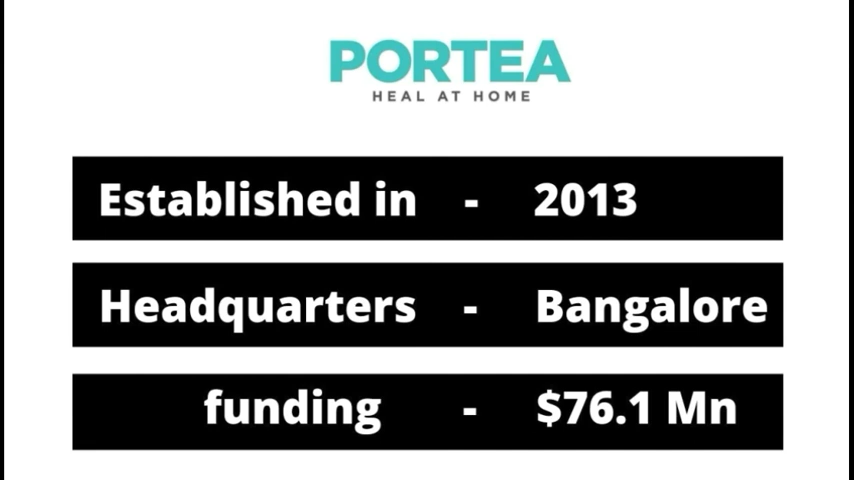 PORTEA
HEAL AT HOME
Established in - 2013
Headquarters - Bangalore
funding - $76.1 Mn